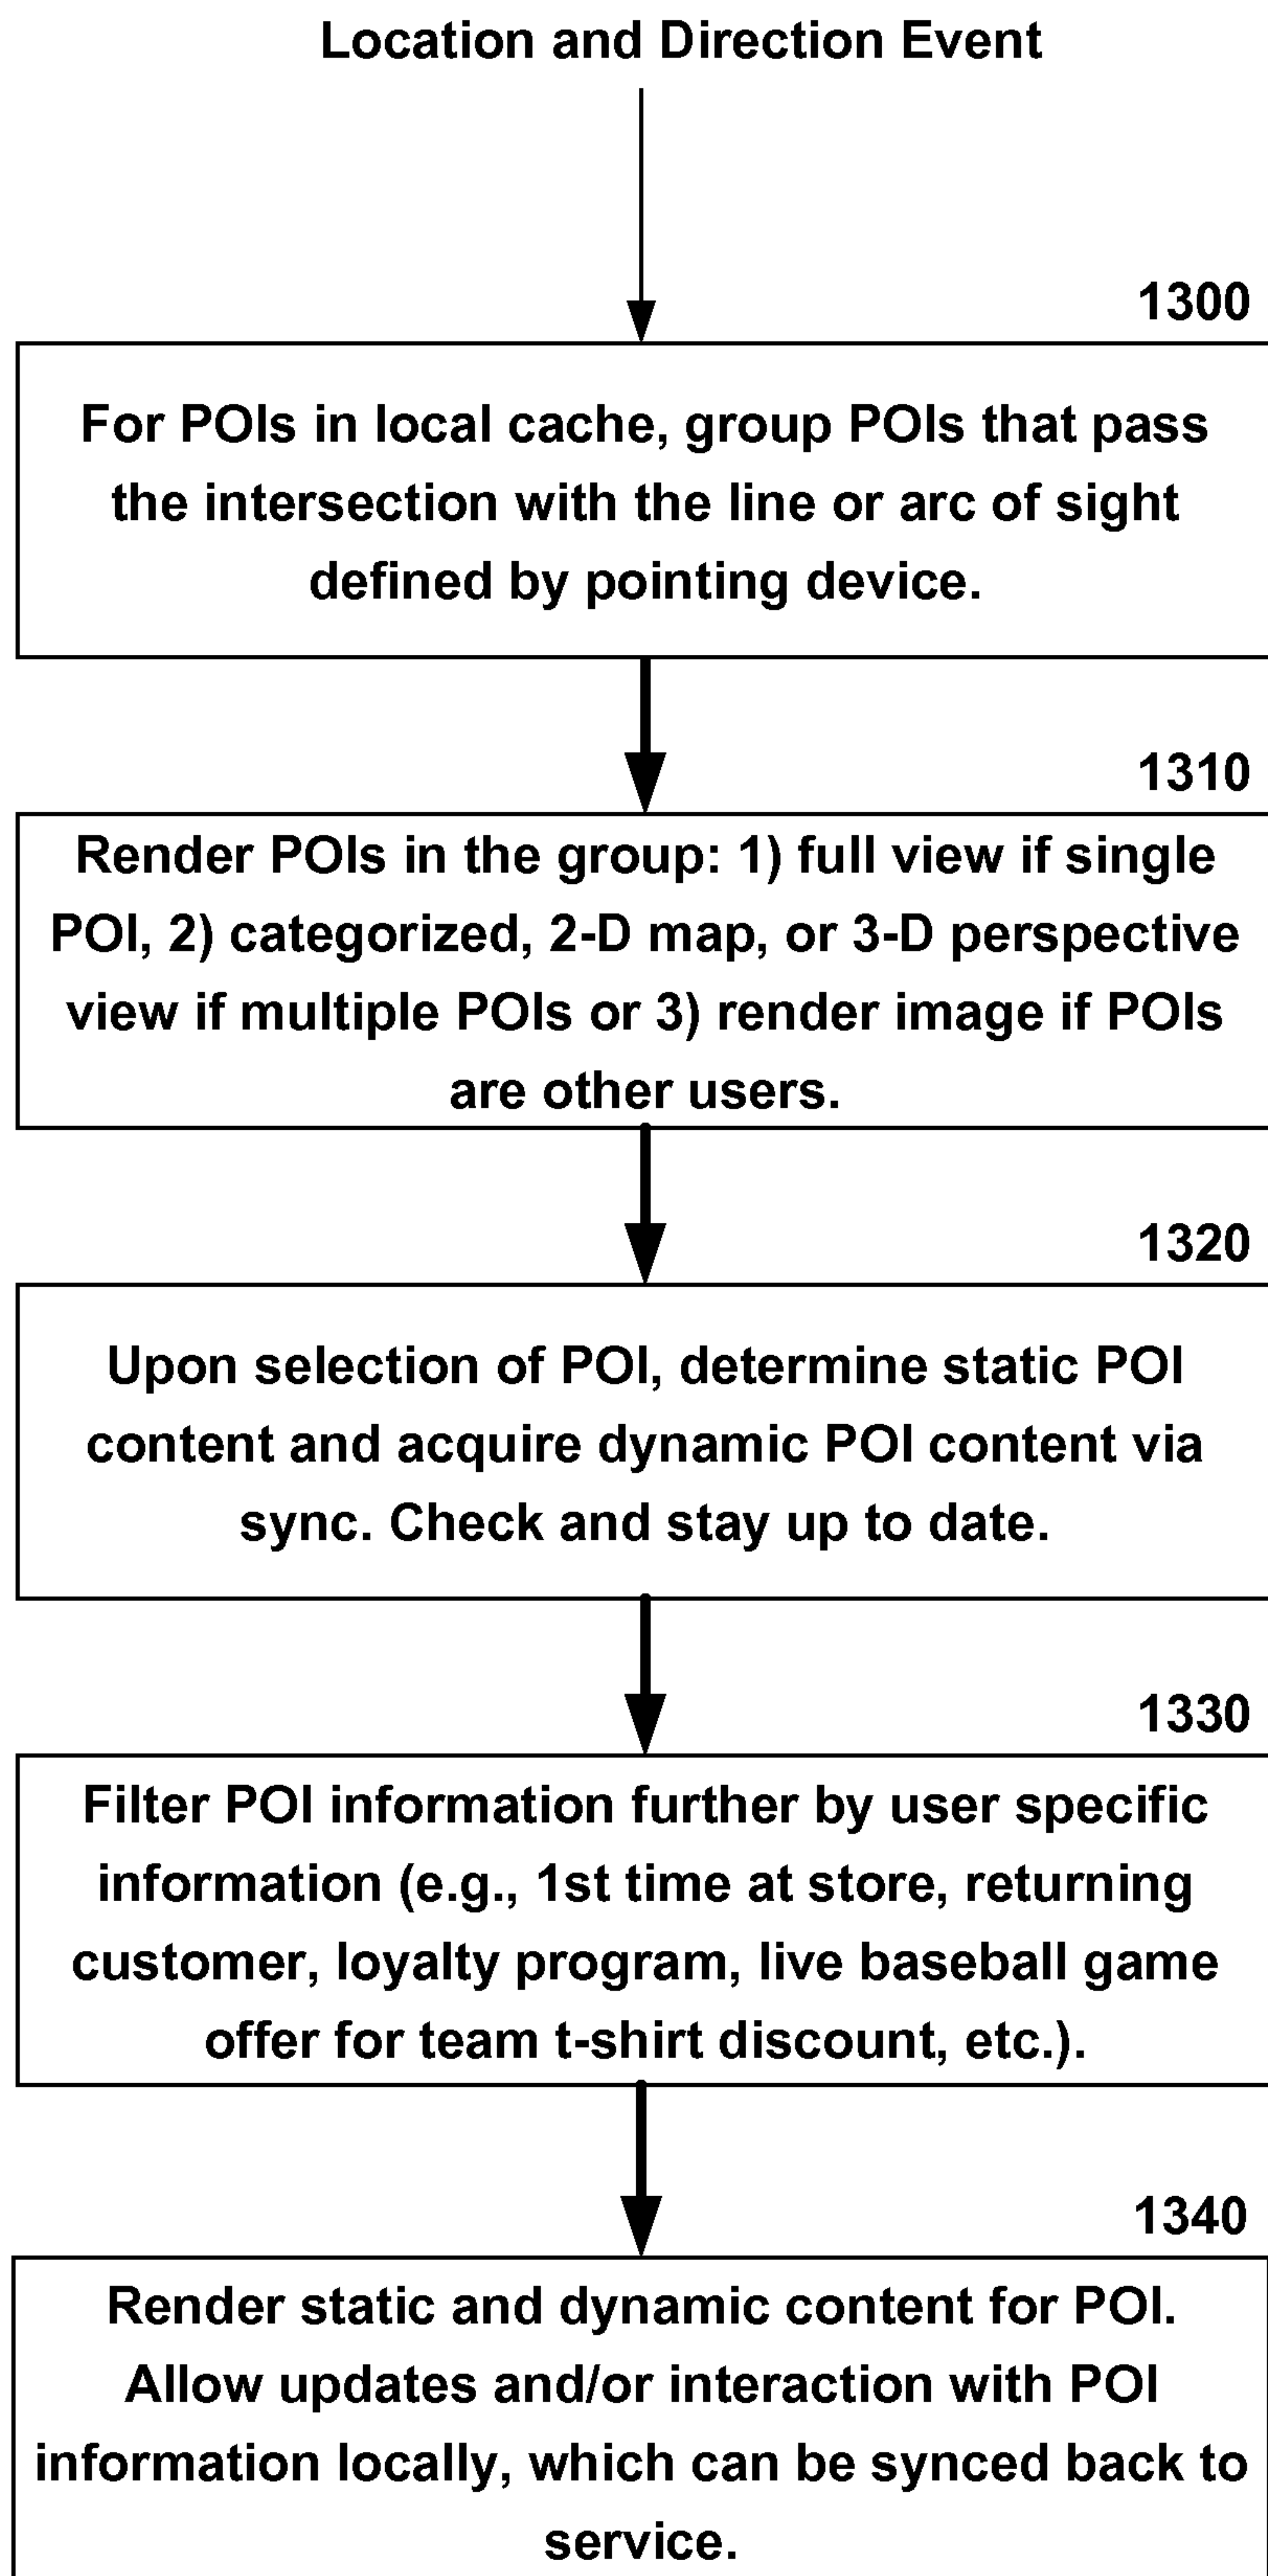 Location and Direction Event
1300
For POIs in local cache, group POIs that pass
the intersection with the line or arc of sight
defined by pointing device.
1310
Render POIs in the group: 1) full view if single
POI, 2) categorized, 2-D map, or 3-D perspective
view if multiple POIs or 3) render image if POIs
are other users.
1320
Upon selection of POI, determine static POI
content and acquire dynamic POI content via
sync. Check and stay up to date.
1330
Filter POI information further by user specific
information (e.g., 1st time at store, returning
customer, loyalty program, live baseball game
offer for team t-shirt discount, etc.).
1340
Render static and dynamic content for POI.
Allow updates and/or interaction with POI
information locally, which can be synced back to
service.